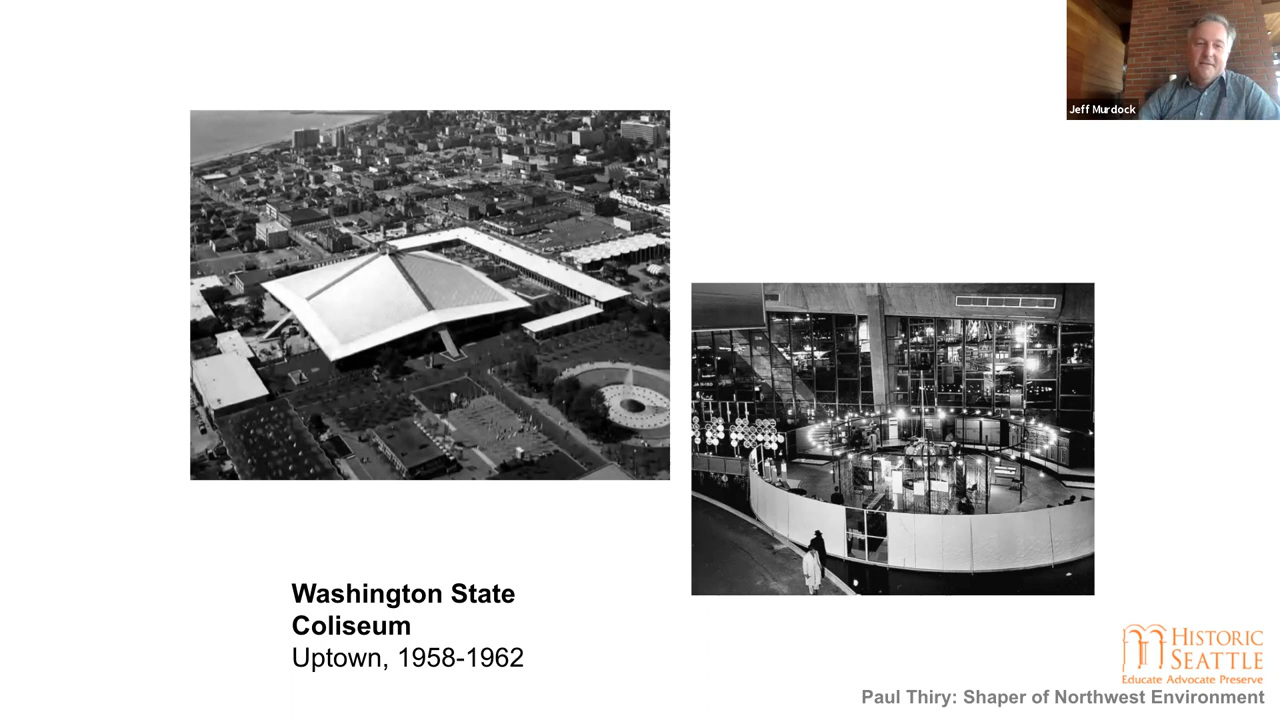 Jeff Murdock
Washington State
Coliseum
Uptown, 1958-1962
HISTORIC
SEATTLE
Educate Advocate Preserve
Paul Thiry: Shaper of Northwest Environment